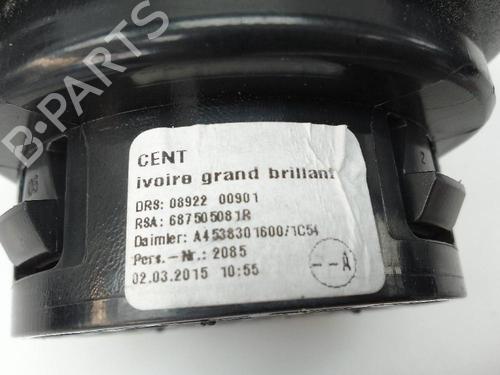 B-PARTS
CENT
ivoire grand brillant
DRS: 08922 00901
RSA: 687505081R
Daimler: A4538301600/1C54
Pers.-Nr.: 2085
02.03.2015 10:55
--A